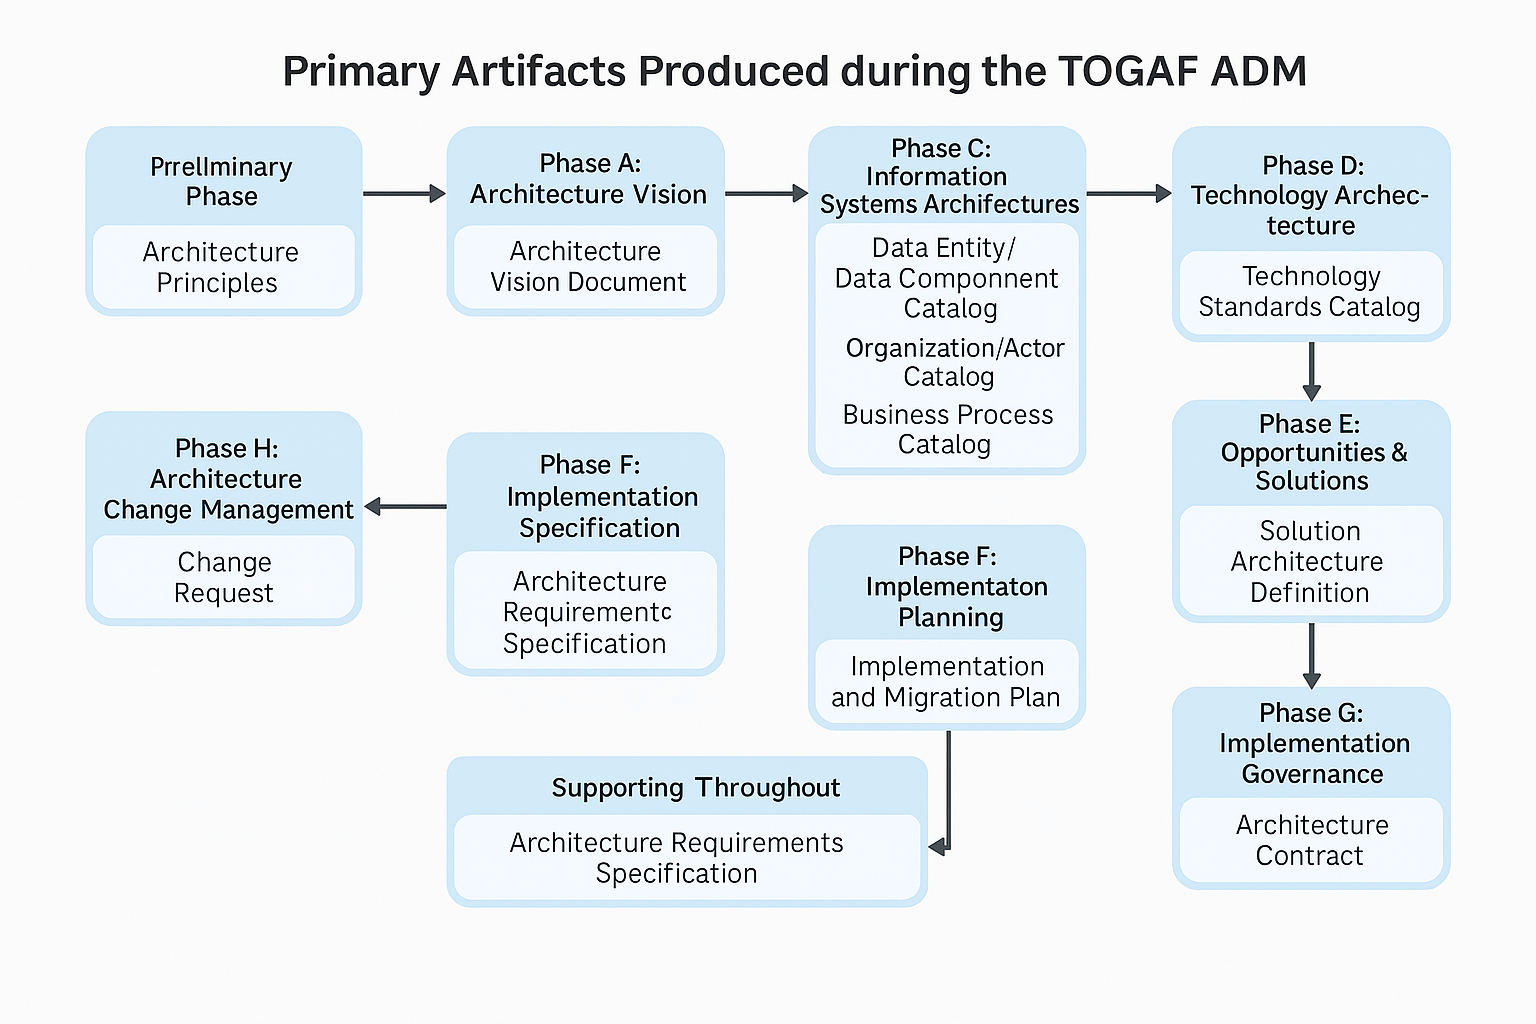 Primary Artifacts Produced during the TOGAF ADM
PrrelIminary
Phase
Architecture
Principles
Phase A:
Architecture Vision
Architecture
Vision Document
Phase C:
Information
Systems Archifectures
Data Entity/
Data Componnent
Catalog
Organization/Actor
Catalog
Business Process
Catalog
Phase D:
Technology Archec-
tecture
Technology
Standards Catalog
Phase H:
Architecture
Change Management
Change
Request
Phase F:
Implementation
Specification
Architecture
Requirementc
Specification
Phase F:
Implementaton
Planning
Implementation
and Migration Plan
Phase E:
Opportunities &
Solutions
Solution
Architecture
Definition
Phase G:
Implementation
Governance
Architecture
Contract
Supporting Throughout
Architecture Requirements
Specification